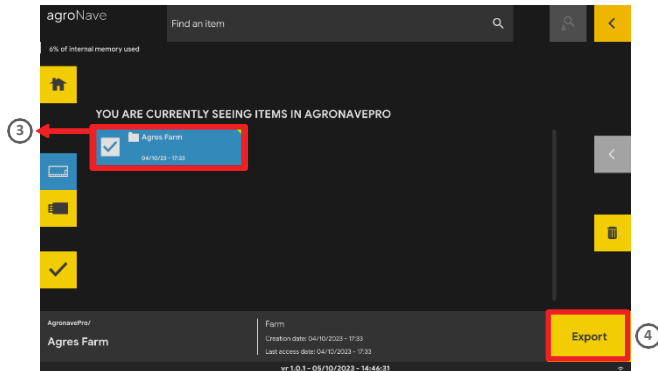 agroNave
Find an item
6% of internal memory used
YOU ARE CURRENTLY SEEING ITEMS IN AGRONAVEPRO
3
Agres Farm
04/10/23 - 17:33
AgronavePro/
Agres Farm
Farm
Creation date: 04/10/2023 - 17:33
Last access date: 04/10/2023 - 17:33
Export
4
vr 1.0.1 - 05/10/2023 - 14:46:31